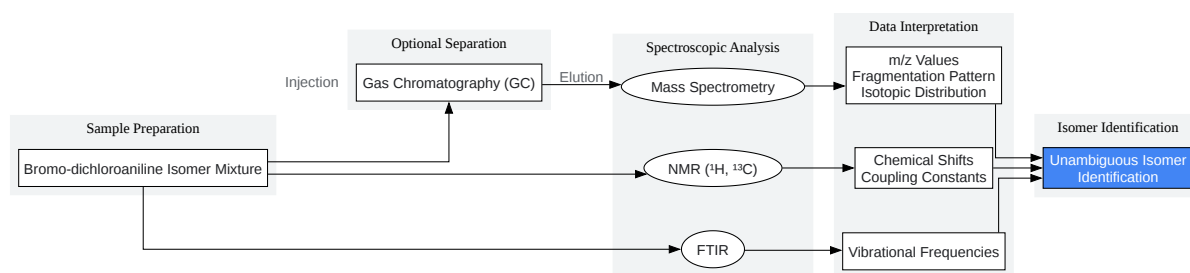 Sample Preparation
Bromo-dichloroaniline Isomer Mixture
Injection
Optional Separation
Gas Chromatography (GC)
Elution
Spectroscopic Analysis
Mass Spectrometry
NMR (¹H, ¹³C)
FTIR
Data Interpretation
m/z Values
Fragmentation Pattern
Isotopic Distribution
Chemical Shifts
Coupling Constants
Vibrational Frequencies
Isomer Identification
Unambiguous Isomer
Identification